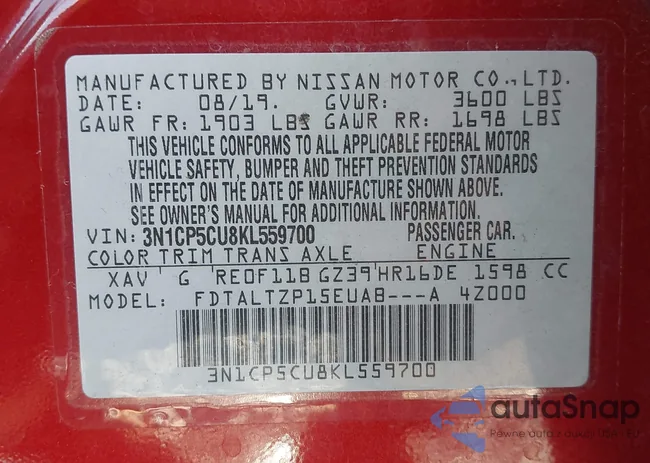 MANUFACTURED BY NISSAN MOTOR CO., LTD.
DATE: 08/19. GVWR: 3600 LBS
GAWR FR: 1903 LBS GAWR RR: 1698 LBS
THIS VEHICLE CONFORMS TO ALL APPLICABLE FEDERAL MOTOR
VEHICLE SAFETY, BUMPER AND THEFT PREVENTION STANDARDS
IN EFFECT ON THE DATE OF MANUFACTURE SHOWN ABOVE.
SEE OWNER'S MANUAL FOR ADDITIONAL INFORMATION.
VIN: 3N1CP5CU8KL559700 PASSENGER CAR.
COLOR TRIM TRANS AXLE ENGINE
XAV G RE0F11B GZ39 HR16DE 1598 CC
MODEL: FDTALTZP15EUAB---A 4Z000
3N1CP5CU8KL559700
autaSnap